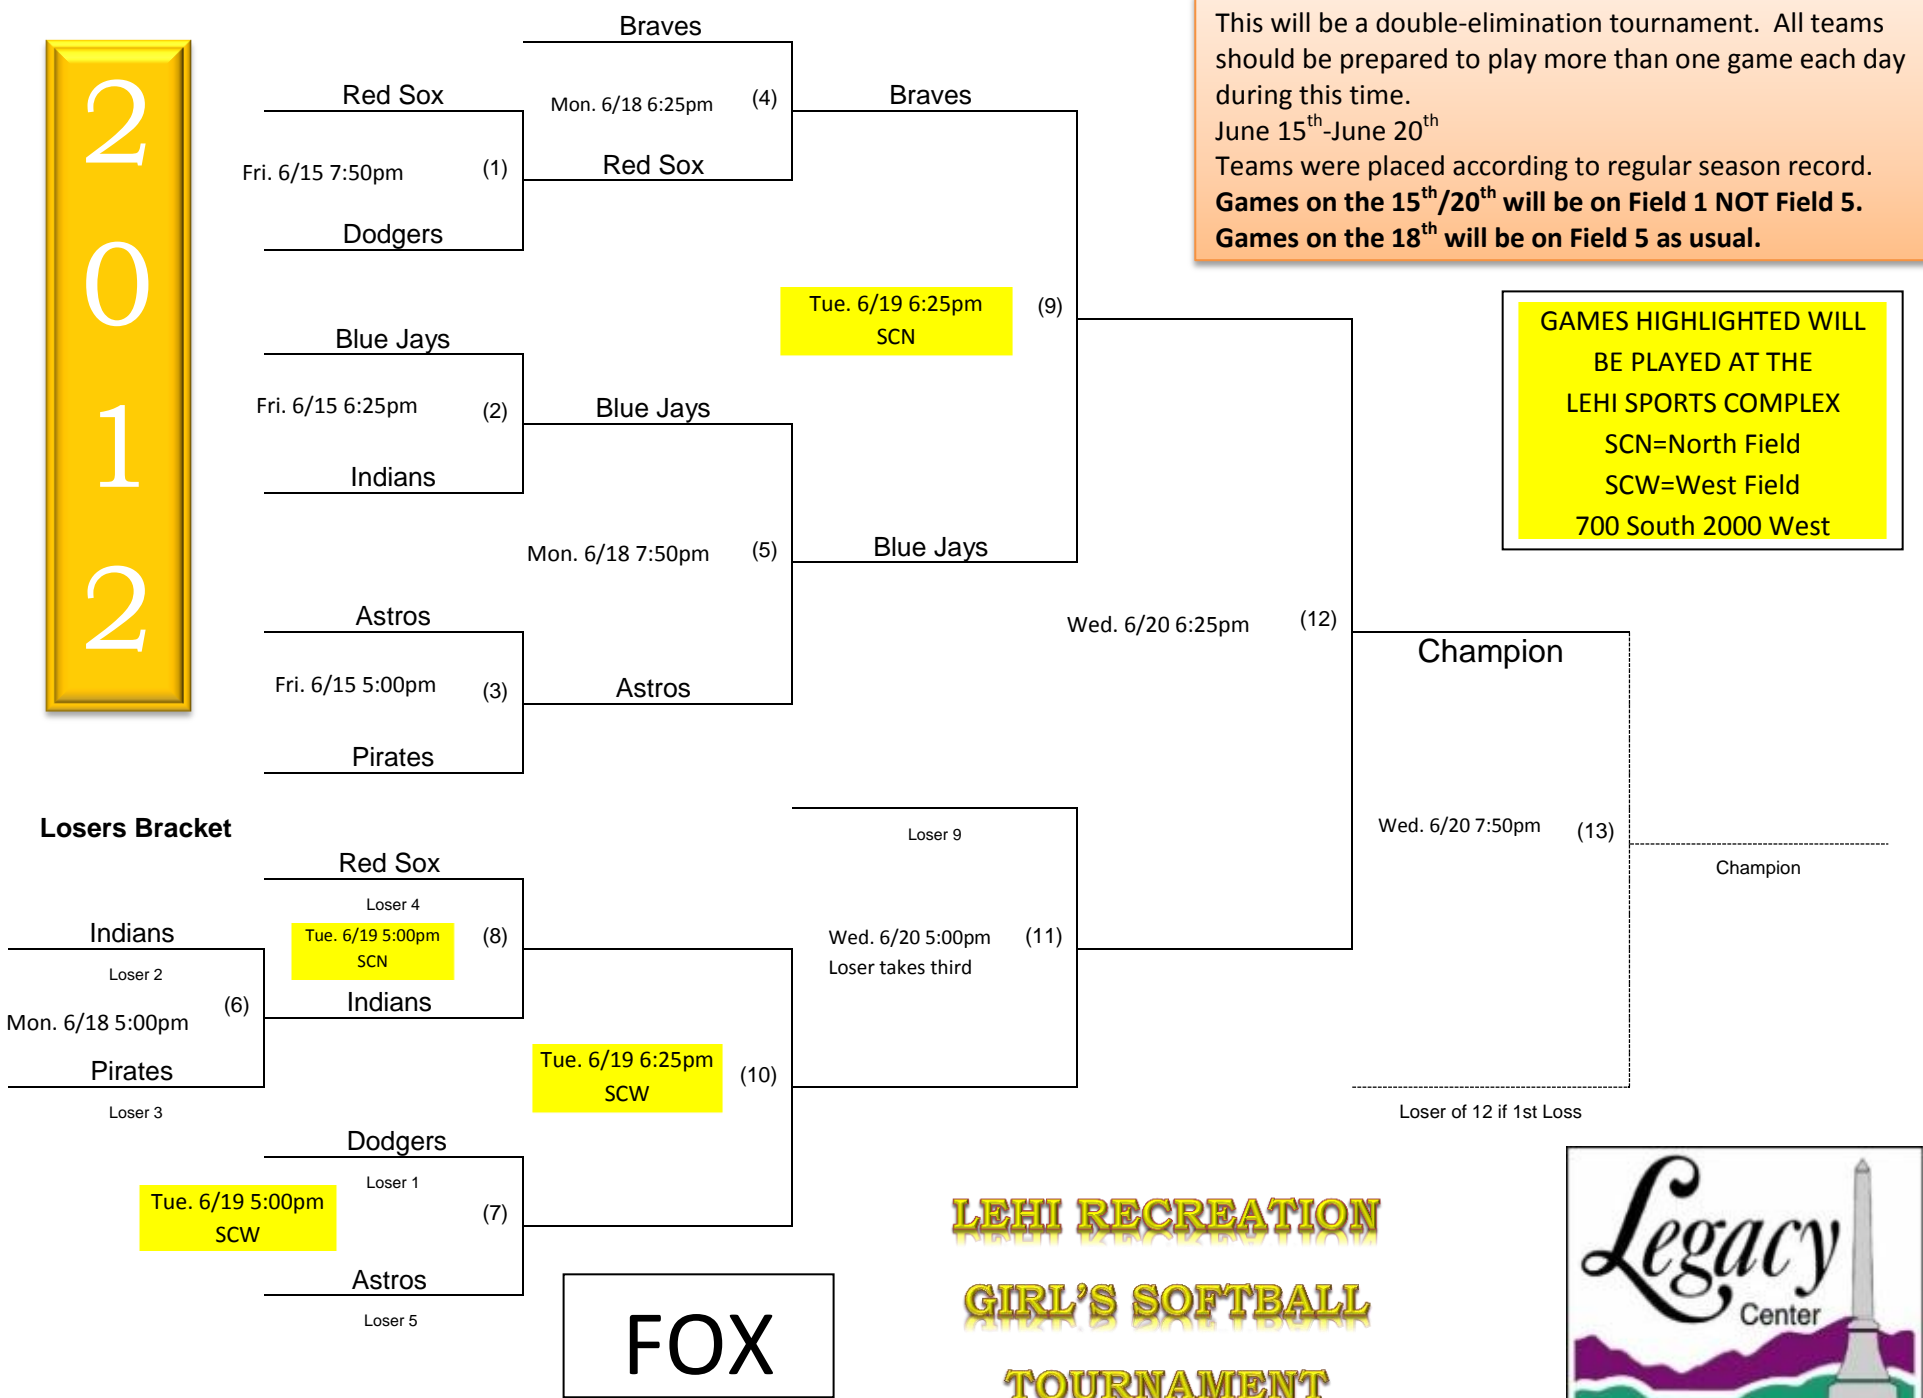 2
0
1
2
This will be a double-elimination tournament. All teams
should be prepared to play more than one game each day
during this time.
June 15th-June 20th
Teams were placed according to regular season record.
Games on the 15th/20th will be on Field 1 NOT Field 5.
Games on the 18th will be on Field 5 as usual.
GAMES HIGHLIGHTED WILL
BE PLAYED AT THE
LEHI SPORTS COMPLEX
SCN=North Field
SCW=West Field
700 South 2000 West
Braves
Red Sox
Mon. 6/18 6:25pm (4)
Braves
Fri. 6/15 7:50pm (1)
Red Sox
Dodgers
Tue. 6/19 6:25pm (9)
SCN
Blue Jays
Fri. 6/15 6:25pm (2)
Blue Jays
Indians
Mon. 6/18 7:50pm (5)
Blue Jays
Astros
Wed. 6/20 6:25pm (12)
Champion
Fri. 6/15 5:00pm (3)
Astros
Pirates
Losers Bracket
Loser 9
Wed. 6/20 7:50pm (13)
Champion
Red Sox
Loser 4
Indians
Loser 2
Tue. 6/19 5:00pm (8)
SCN
Wed. 6/20 5:00pm (11)
Loser takes third
Indians
Mon. 6/18 5:00pm (6)
Pirates
Loser 3
Tue. 6/19 6:25pm (10)
SCW
Loser of 12 if 1st Loss
Dodgers
Loser 1
Tue. 6/19 5:00pm (7)
SCW
Astros
Loser 5
FOX
LEHI RECREATION
GIRL'S SOFTBALL
TOURNAMENT
Legacy
Center